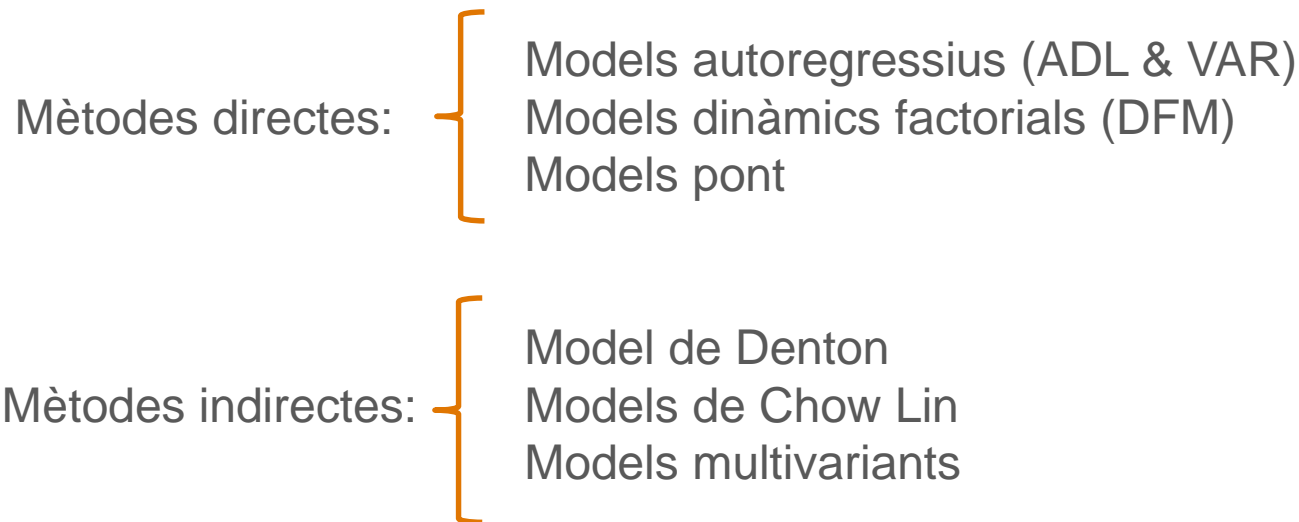 Mètodes directes:
Models autoregressius (ADL & VAR)
Models dinàmics factorials (DFM)
Models pont
Mètodes indirectes:
Model de Denton
Models de Chow Lin
Models multivariants